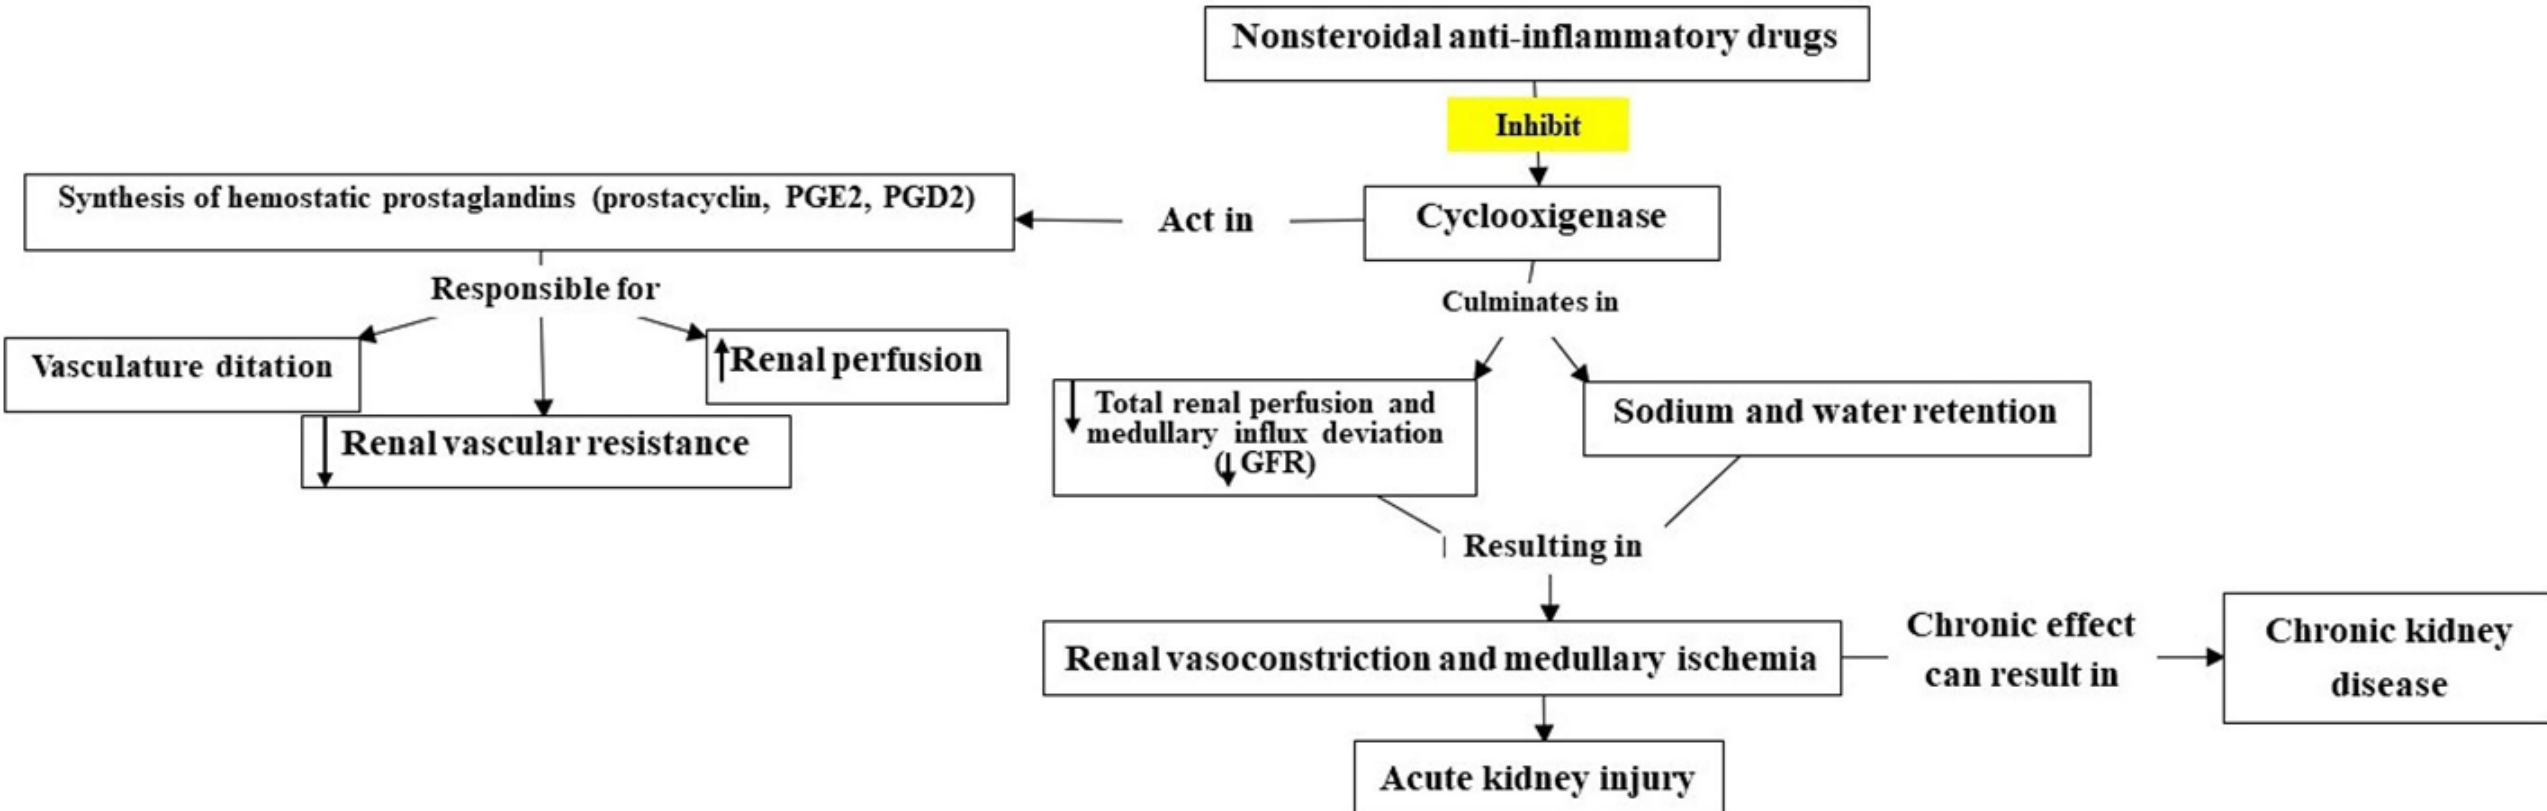 Nonsteroidal anti-inflammatory drugs
Inhibit
Cyclooxigenase
Act in
Synthesis of hemostatic prostaglandins (prostacyclin, PGE2, PGD2)
Responsible for
Vasculature ditation
↓ Renal vascular resistance
↑ Renal perfusion
Culminates in
↓ Total renal perfusion and
medullary influx deviation
(↓ GFR)
Sodium and water retention
Resulting in
Renal vasoconstriction and medullary ischemia
Chronic effect
can result in
Chronic kidney
disease
Acute kidney injury